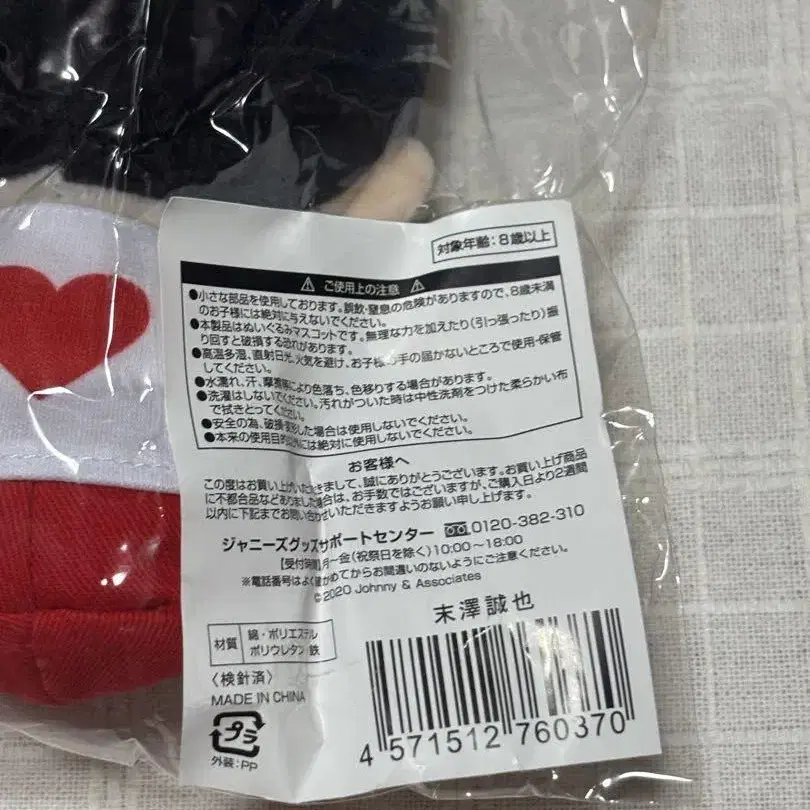 対象年齢:8歳以上
⚠ ご使用上の注意 ⚠
●小さな部品を使用しております。誤飲・窒息の危険がありますので、8歳未満
のお子様には絶対に与えないでください。
●本製品はぬいぐるみマスコットです。無理な力を加えたり(引っ張ったり)振
り回すと破損する恐れがあります。
●高温多湿、直射日光、火気を避け、お子様の手の届かないところで使用・保管
してください。
●水濡れ、汗、摩擦等により色落ち、色移りする場合があります。
●洗濯はしないでください。汚れがついた時は中性洗剤をつけた柔らかい布
で拭きとってください。
●安全の為、破損・変形した場合は使用しないでください。
●本来の使用目的以外には絶対に使用しないでください。
お客様へ
この度はお買い上げいただきまして、誠にありがとうございます。お買い上げ商品
に不都合品などありました場合は、お手数ではございますが、ご購入日より2週間
以内に下記までお問い合わせいただきますようお願い申し上げます。
ジャニーズグッズサポートセンター 0120-382-310
【受付時間】月~金(祝祭日を除く)10:00~18:00
※電話番号はよく確かめてからお間違いのないようにご注意ください。
©2020 Johnny & Associates
末澤誠也
材質 綿・ポリエステル
ポリウレタン 鉄
〈検針済〉
MADE IN CHINA
プラ
外装:PP
4 571512 760370